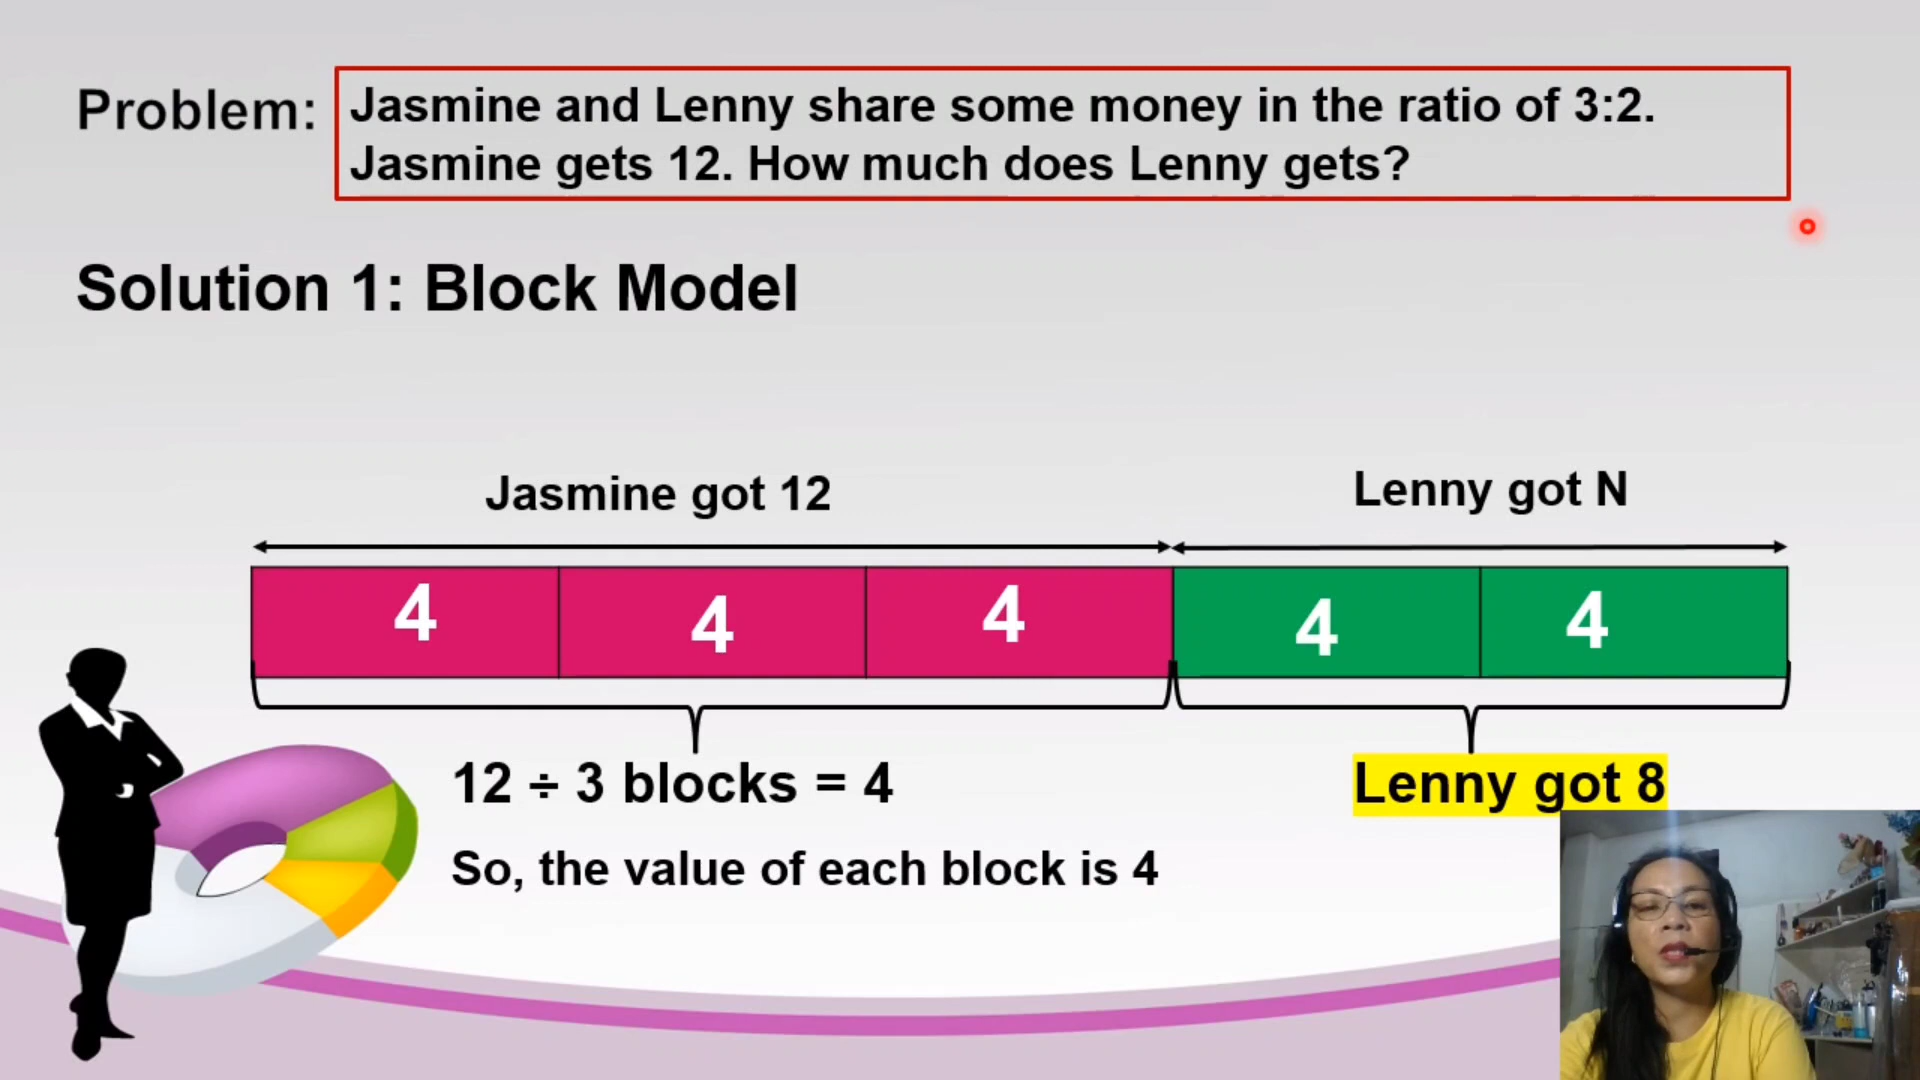 Problem:
Jasmine and Lenny share some money in the ratio of 3:2.
Jasmine gets 12. How much does Lenny gets?
Solution 1: Block Model
Jasmine got 12
Lenny got N
4 4 4 4 4
12 ÷ 3 blocks = 4
Lenny got 8
So, the value of each block is 4